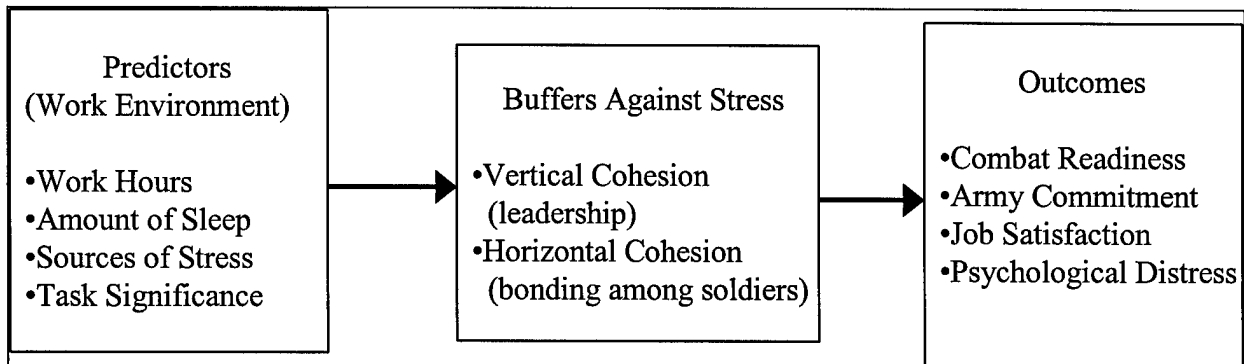 Predictors
(Work Environment)
•Work Hours
•Amount of Sleep
•Sources of Stress
•Task Significance
Buffers Against Stress
•Vertical Cohesion
(leadership)
•Horizontal Cohesion
(bonding among soldiers)
Outcomes
•Combat Readiness
•Army Commitment
•Job Satisfaction
•Psychological Distress